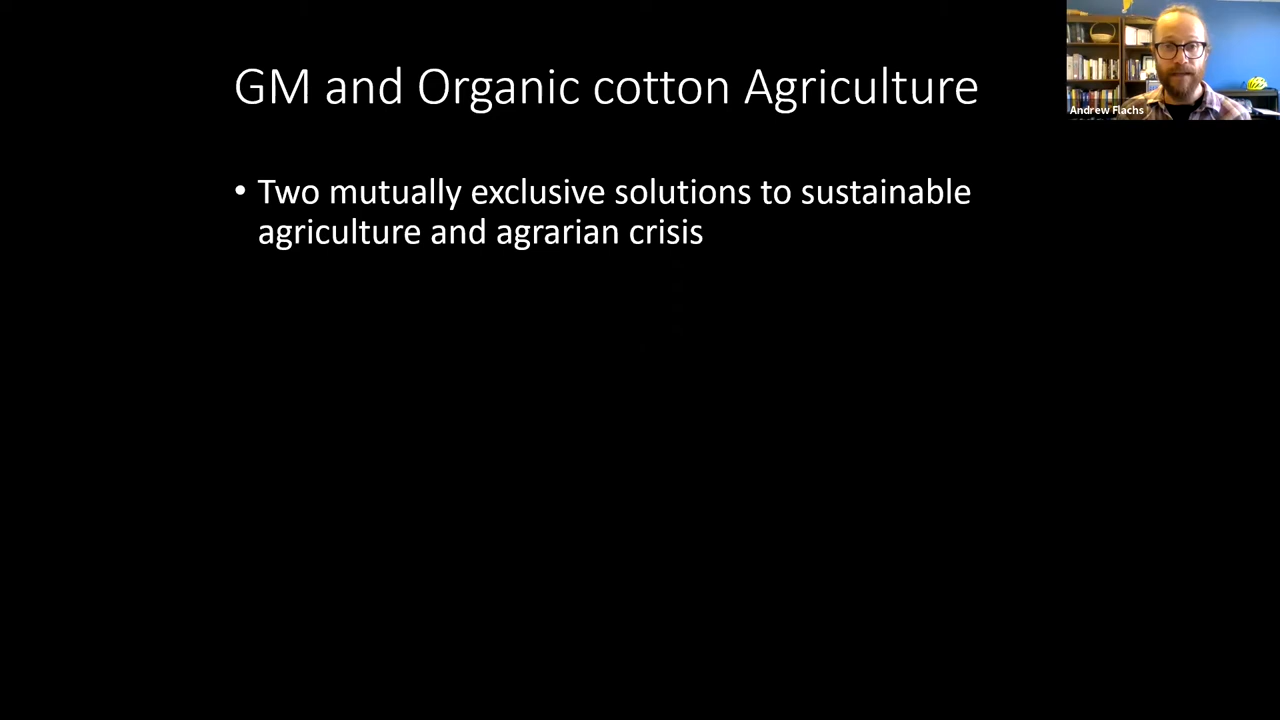 GM and Organic cotton Agriculture
• Two mutually exclusive solutions to sustainable
agriculture and agrarian crisis
Andrew Flachs